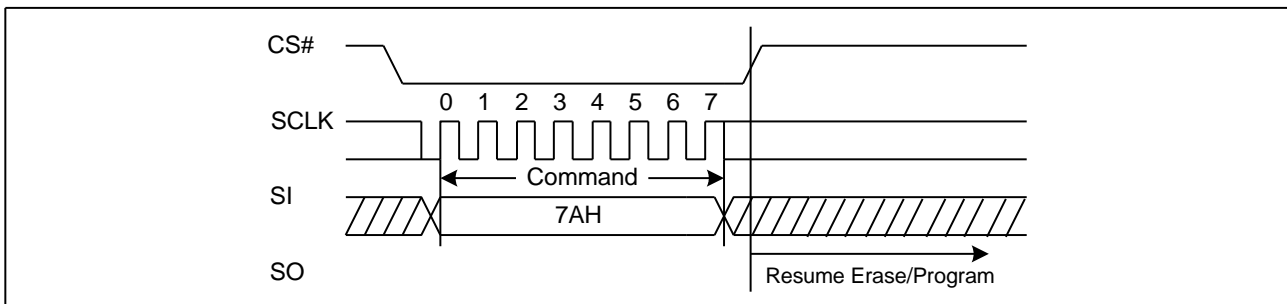 CS#
0 1 2 3 4 5 6 7
SCLK
Command
SI
7AH
SO
Resume Erase/Program